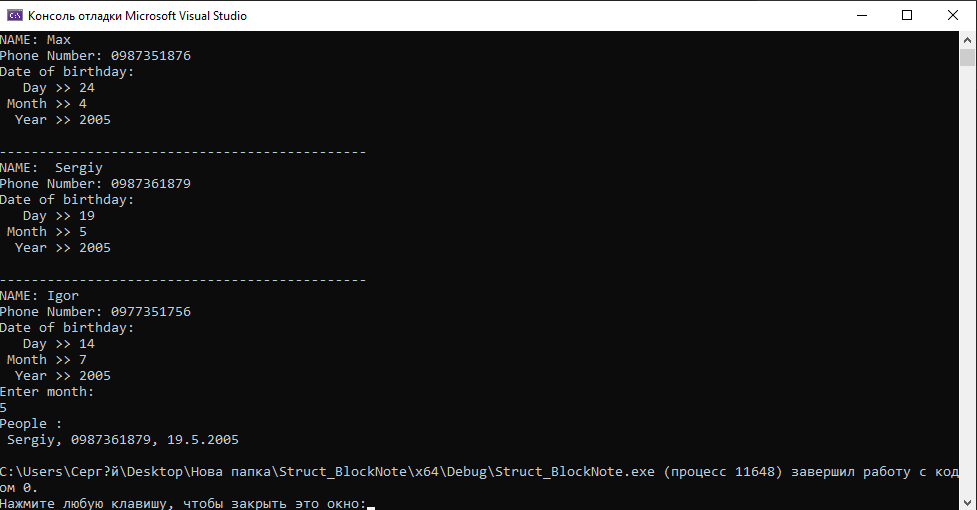 Консоль отладки Microsoft Visual Studio
NAME: Max
Phone Number: 0987351876
Date of birthday:
   Day >> 24
 Month >> 4
  Year >> 2005
----------------------------------------------
NAME:  Sergiy
Phone Number: 0987361879
Date of birthday:
   Day >> 19
 Month >> 5
  Year >> 2005
----------------------------------------------
NAME: Igor
Phone Number: 0977351756
Date of birthday:
   Day >> 14
 Month >> 7
  Year >> 2005
Enter month:
5
People :
 Sergiy, 0987361879, 19.5.2005
C:\Users\Серг?й\Desktop\Нова папка\Struct_BlockNote\x64\Debug\Struct_BlockNote.exe (процесс 11648) завершил работу с код
ом 0.
Нажмите любую клавишу, чтобы закрыть это окно: